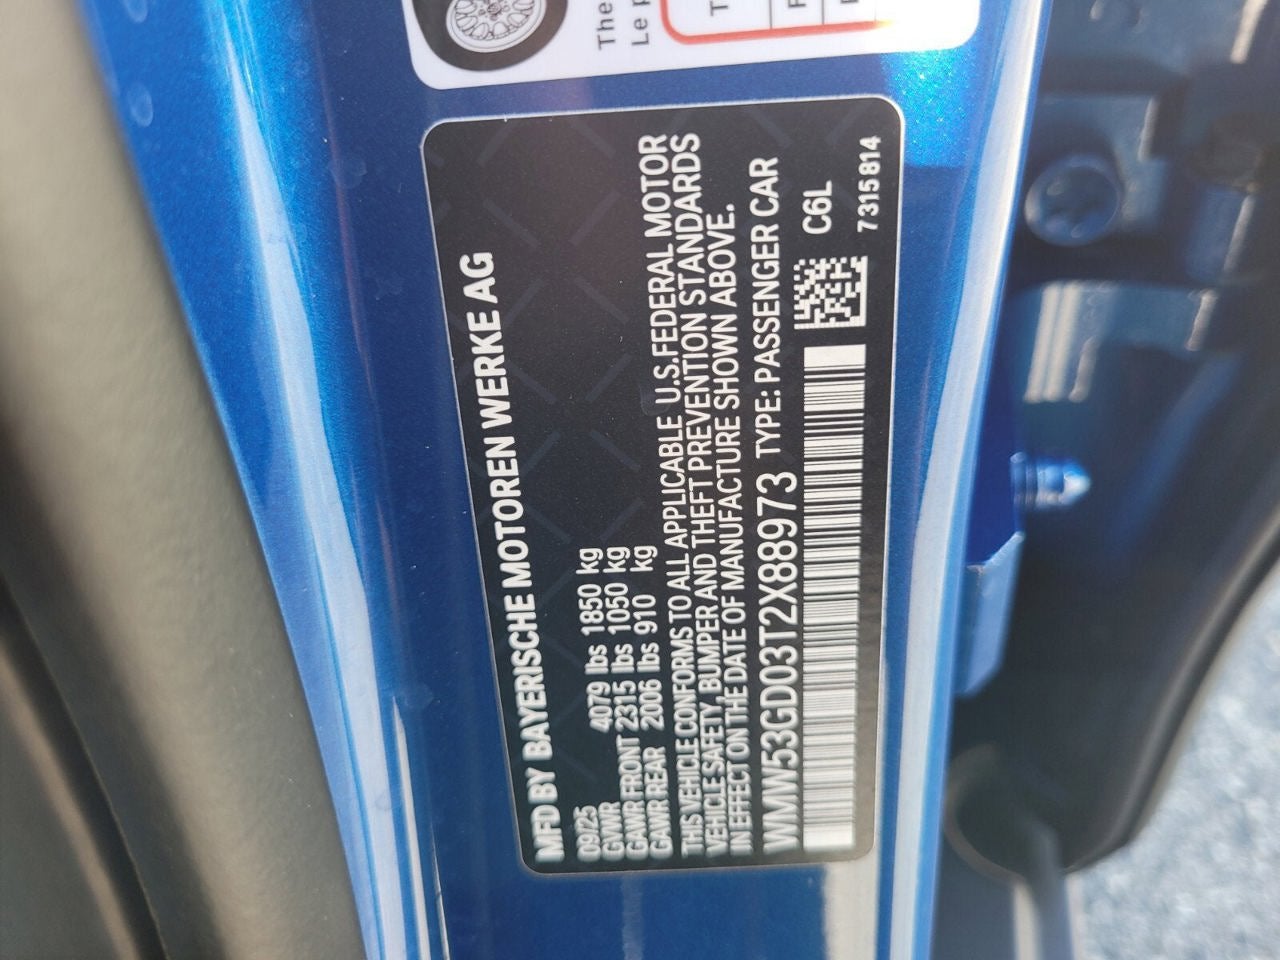 The
Le p
T
MFD BY BAYERISCHE MOTOREN WERKE AG
09/25
GVWR 4079 lbs 1850 kg
GAWR FRONT 2315 lbs 1050 kg
GAWR REAR 2006 lbs 910 kg
THIS VEHICLE CONFORMS TO ALL APPLICABLE U.S.FEDERAL MOTOR
VEHICLE SAFETY, BUMPER AND THEFT PREVENTION STANDARDS
IN EFFECT ON THE DATE OF MANUFACTURE SHOWN ABOVE.
WMW53GD03T2X88973 TYPE: PASSENGER CAR
C6L
7315814